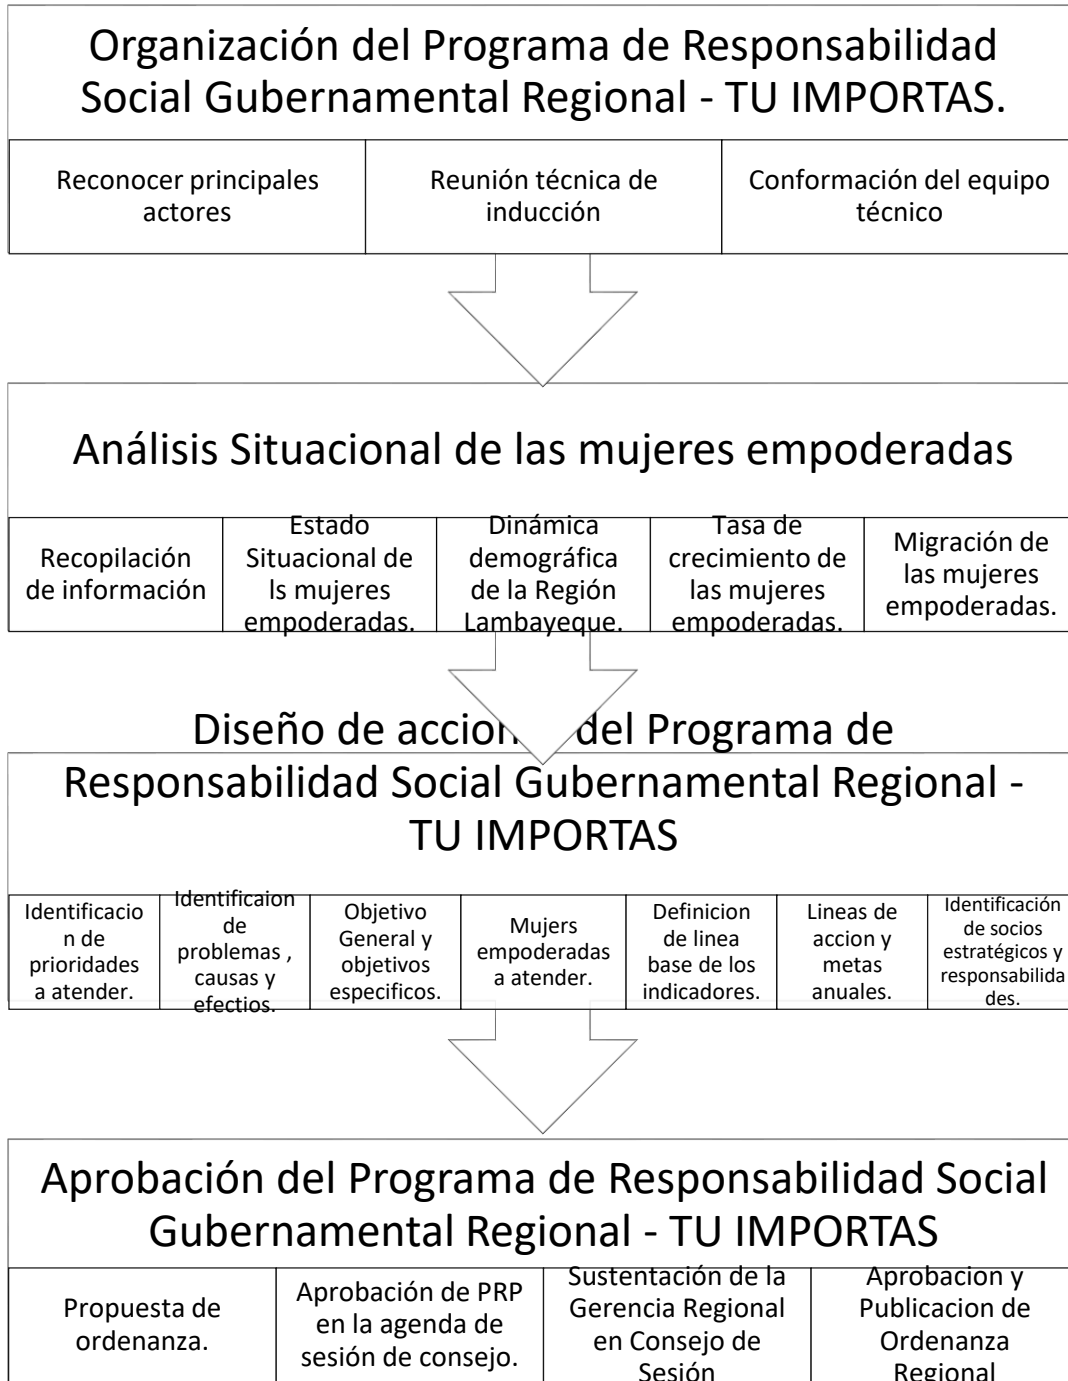 Organización del Programa de Responsabilidad
Social Gubernamental Regional - TU IMPORTAS.
Reconocer principales
actores
Reunión técnica de
inducción
Conformación del equipo
técnico
Análisis Situacional de las mujeres empoderadas
Recopilación
de información
Estado
Situacional de
ls mujeres
empoderadas.
Dinámica
demográfica
de la Región
Lambayeque.
Tasa de
crecimiento de
las mujeres
empoderadas.
Migración de
las mujeres
empoderadas.
Diseño de accion del Programa de
Responsabilidad Social Gubernamental Regional -
TU IMPORTAS
Identificacio
n de
prioridades
a atender.
Identificaion
de
problemas ,
causas y
efectios.
Objetivo
General y
objetivos
especificos.
Mujers
empoderadas
a atender.
Definicion
de linea
base de los
indicadores.
Lineas de
accion y
metas
anuales.
Identificación
de socios
estratégicos y
responsabilida
des.
Aprobación del Programa de Responsabilidad Social
Gubernamental Regional - TU IMPORTAS
Propuesta de
ordenanza.
Aprobación de PRP
en la agenda de
sesión de consejo.
Sustentación de la
Gerencia Regional
en Consejo de
Sesión
Aprobacion y
Publicacion de
Ordenanza
Regional